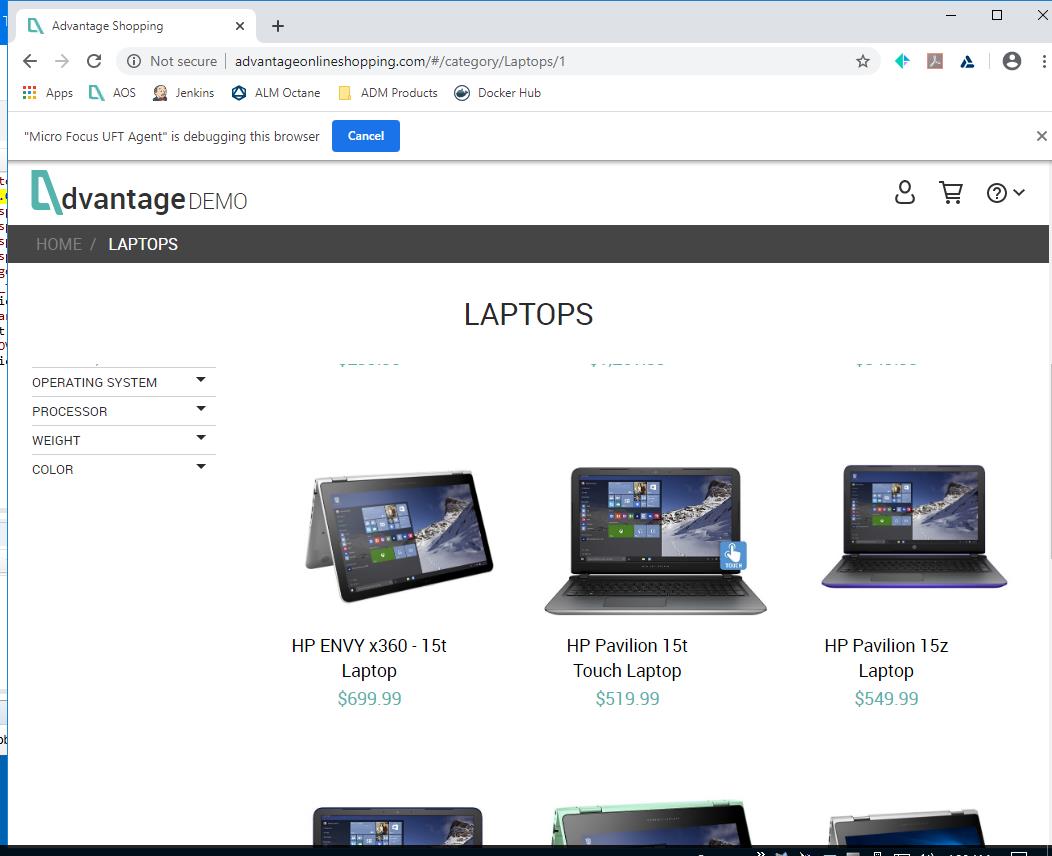 Advantage Shopping
Not secure
advantageonlineshopping.com/#/category/Laptops/1
Apps
AOS
Jenkins
ALM Octane
ADM Products
Docker Hub
"Micro Focus UFT Agent" is debugging this browser
Cancel
dvantage DEMO
HOME / LAPTOPS
LAPTOPS
OPERATING SYSTEM
PROCESSOR
WEIGHT
COLOR
TOUCH
HP ENVY x360 - 15t
Laptop
$699.99
HP Pavilion 15t
Touch Laptop
$519.99
HP Pavilion 15z
Laptop
$549.99